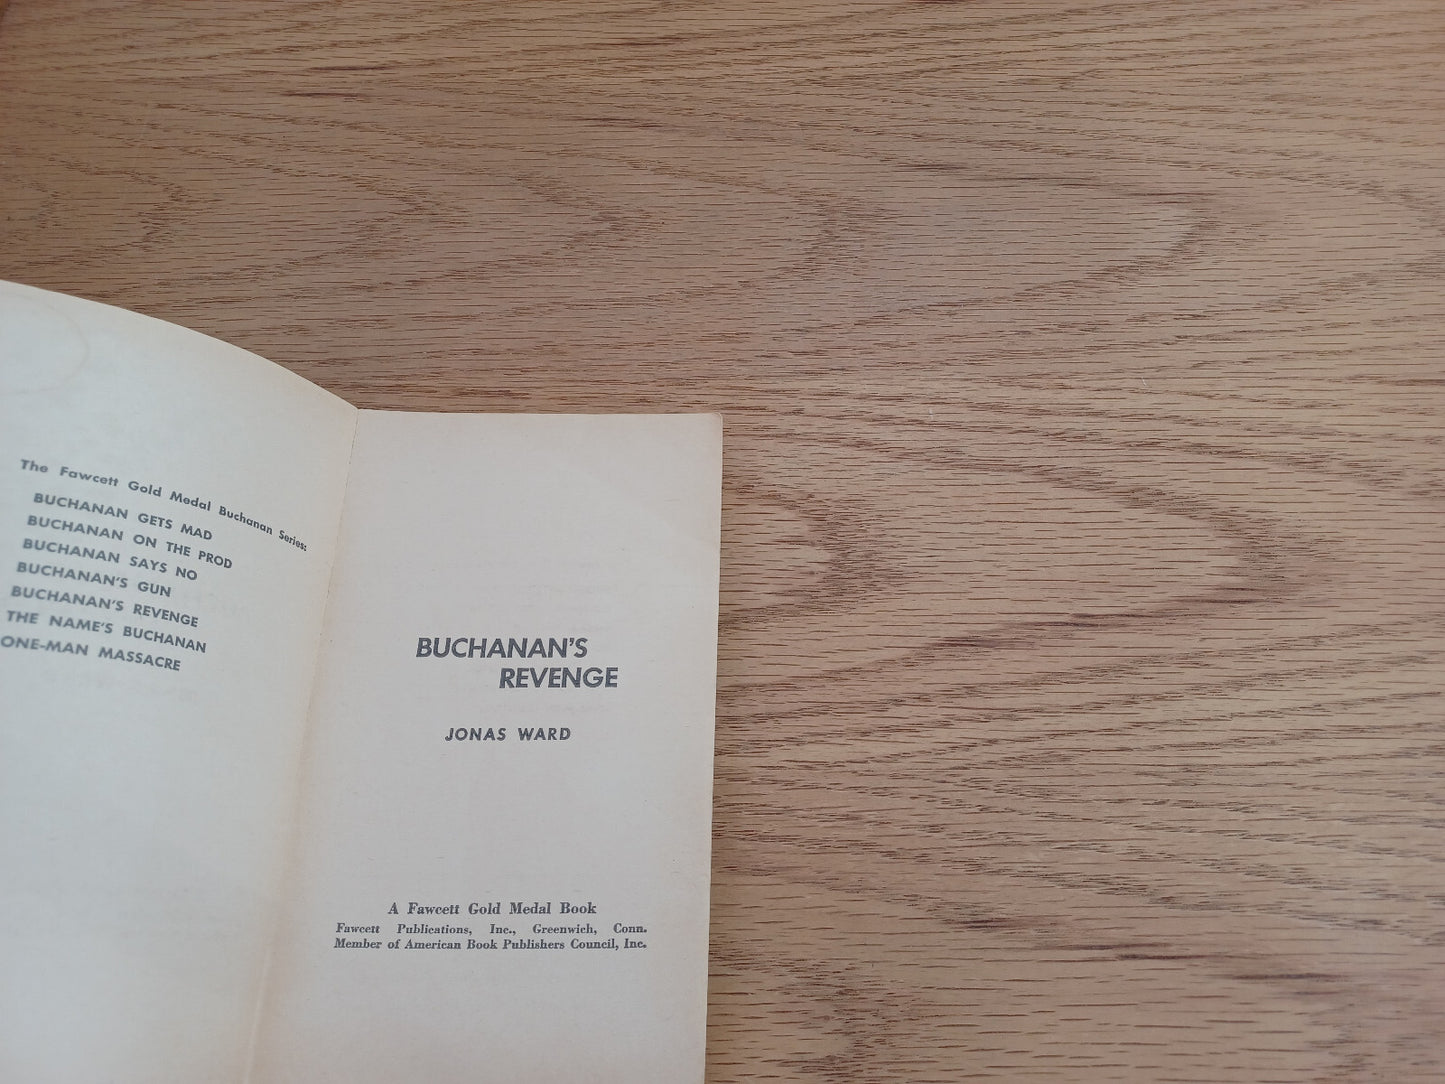 The Fawcett Gold Medal Buchanan Series:
BUCHANAN GETS MAD
BUCHANAN ON THE PROD
BUCHANAN SAYS NO
BUCHANAN'S GUN
BUCHANAN'S REVENGE
THE NAME'S BUCHANAN
ONE-MAN MASSACRE
BUCHANAN'S
REVENGE
JONAS WARD
A Fawcett Gold Medal Book
Fawcett Publications, Inc., Greenwich, Conn.
Member of American Book Publishers Council, Inc.